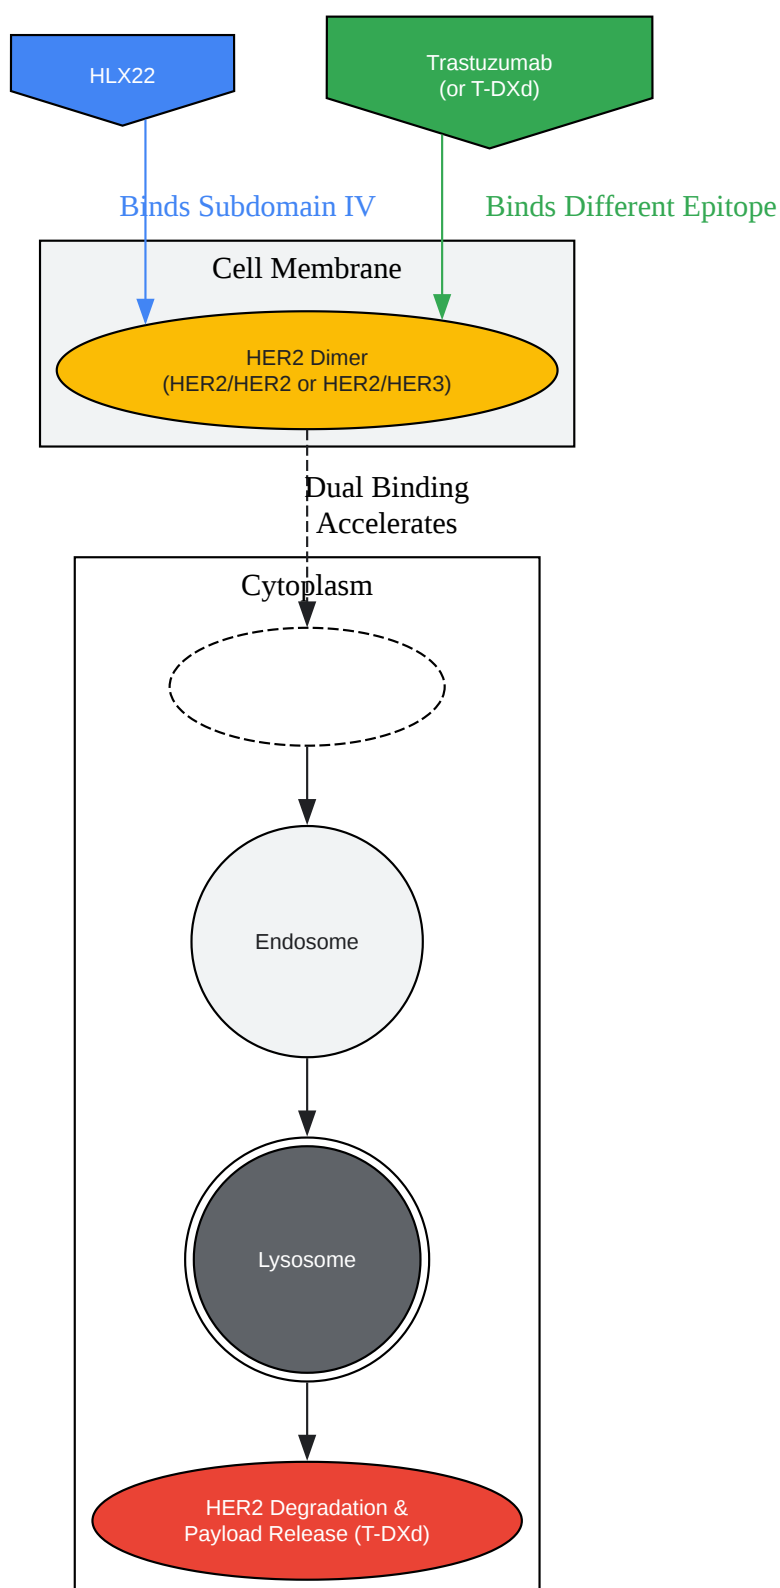 HLX22
Trastuzumab
(or T-DXd)
Binds Subdomain IV
Binds Different Epitope
Cell Membrane
HER2 Dimer
(HER2/HER2 or HER2/HER3)
Dual Binding
Accelerates
Cytoplasm
Endosome
Lysosome
HER2 Degradation &
Payload Release (T-DXd)